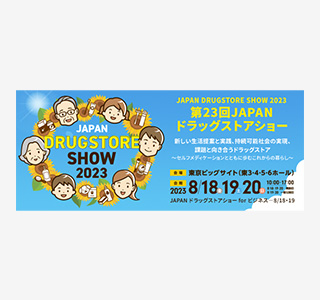 JAPAN
DRUGSTORE
SHOW
2023
JAPAN DRUGSTORE SHOW 2023
第23回JAPAN
ドラッグストアショー
新しい生活提案と実践、持続可能社会の実現、
課題と向き合うドラッグストア
〜セルフメディケーションとともに歩むこれからの暮らし〜
会場 東京ビッグサイト(東3・4・5・6ホール)
会期 2023 8/18 19 20 10:00-17:00
JAPAN ドラッグストアショー for ビジネス…8/18・19